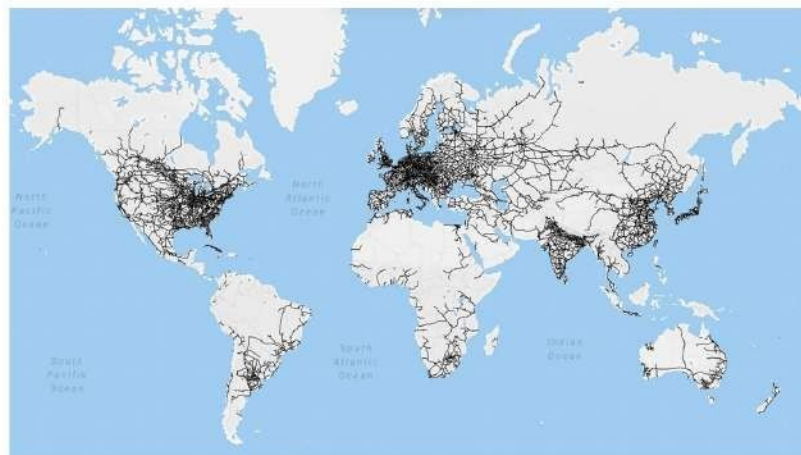 North
Pacific
Ocean
North
Atlantic
Ocean
South
Pacific
Ocean
South
Atlantic
Ocean
Indian
Ocean